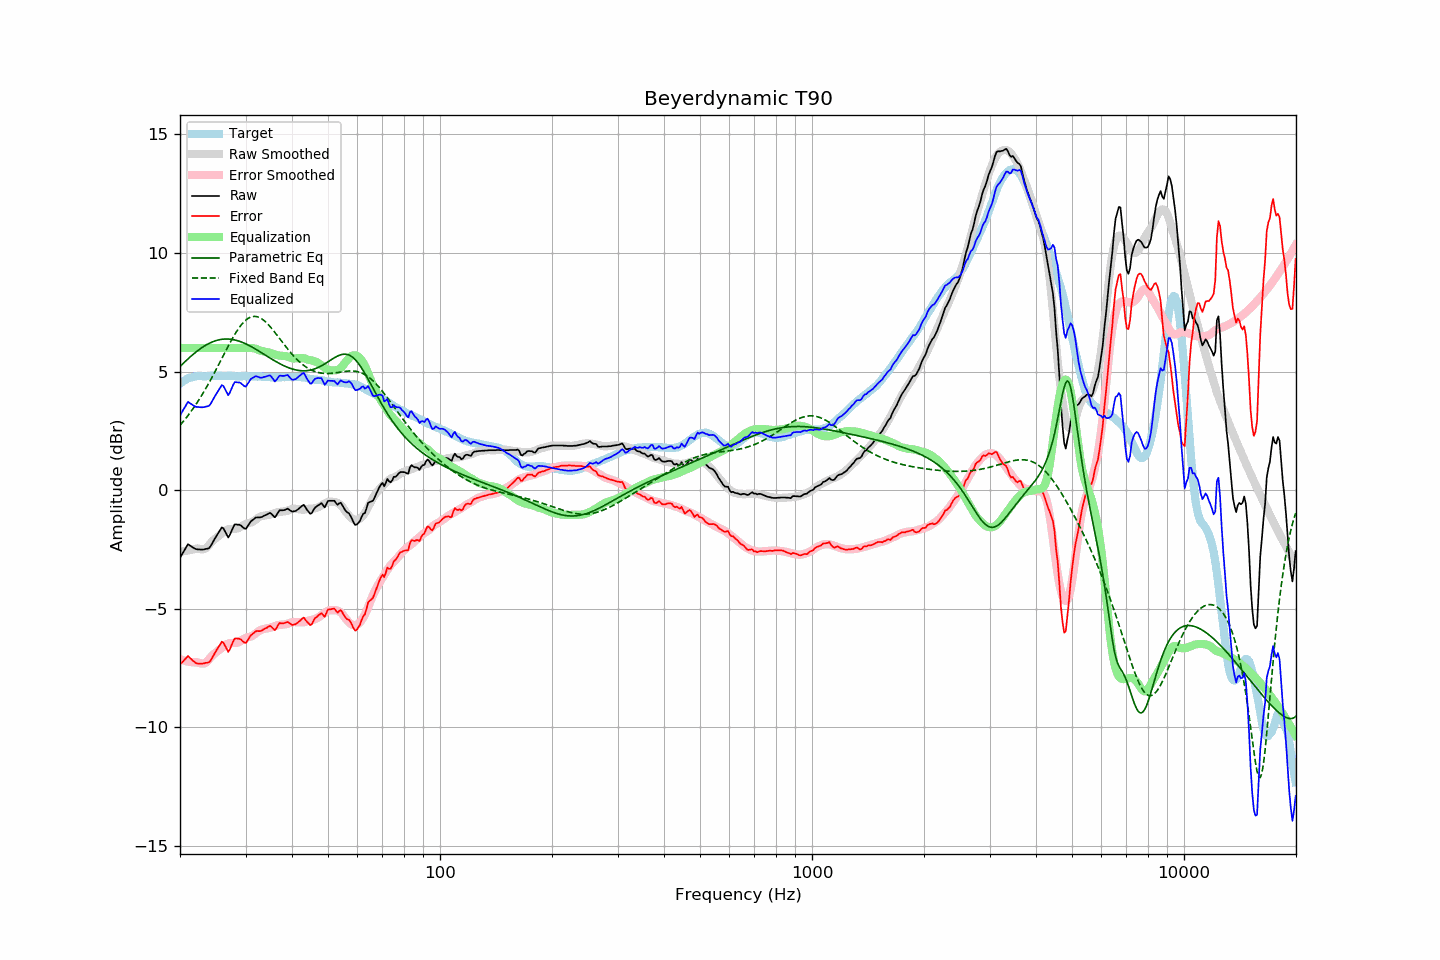 Beyerdynamic T90
Target
Raw Smoothed
Error Smoothed
Raw
Error
Equalization
Parametric Eq
Fixed Band Eq
Equalized
15
10
5
0
−5
−10
−15
Amplitude (dBr)
100
1000
10000
Frequency (Hz)